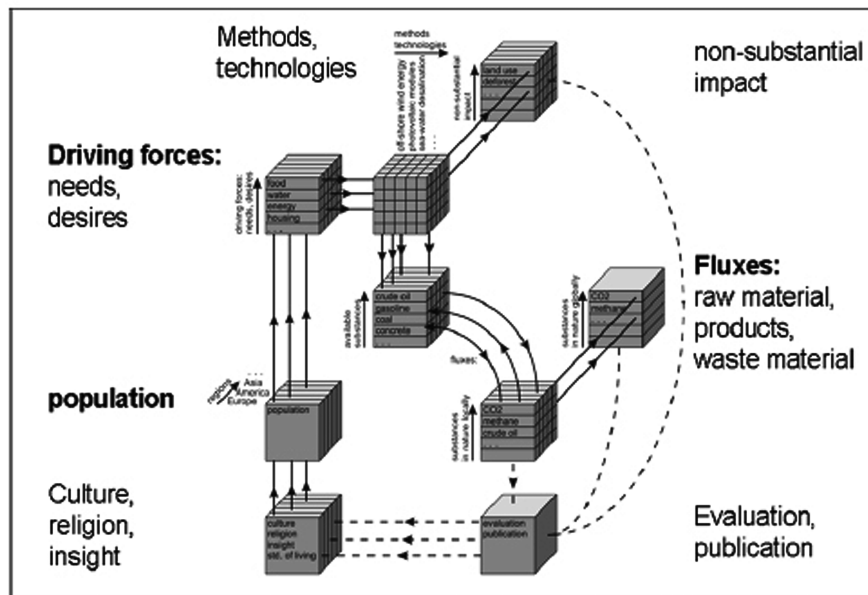 Methods,
technologies
methods
technologies
off-shore wind energy
photovoltaic modules
sea-water desalination
. . .
non-substantial
impact
land use
deforest.
. . .
non-substantial
impact
Driving forces:
needs,
desires
driving forces:
needs, desires
food
water
energy
housing
. . .
available
substances
crude oil
gasoline
coal
concrete
. . .
substances
in nature globally
CO2
methane
. . .
Fluxes:
raw material,
products,
waste material
fluxes:
population
regions
. . .
Asia
America
Europe
population
substances
in nature locally
CO2
methane
crude oil
. . .
Culture,
religion,
insight
culture
religion
insight
std. of living
evaluation
publication
Evaluation,
publication